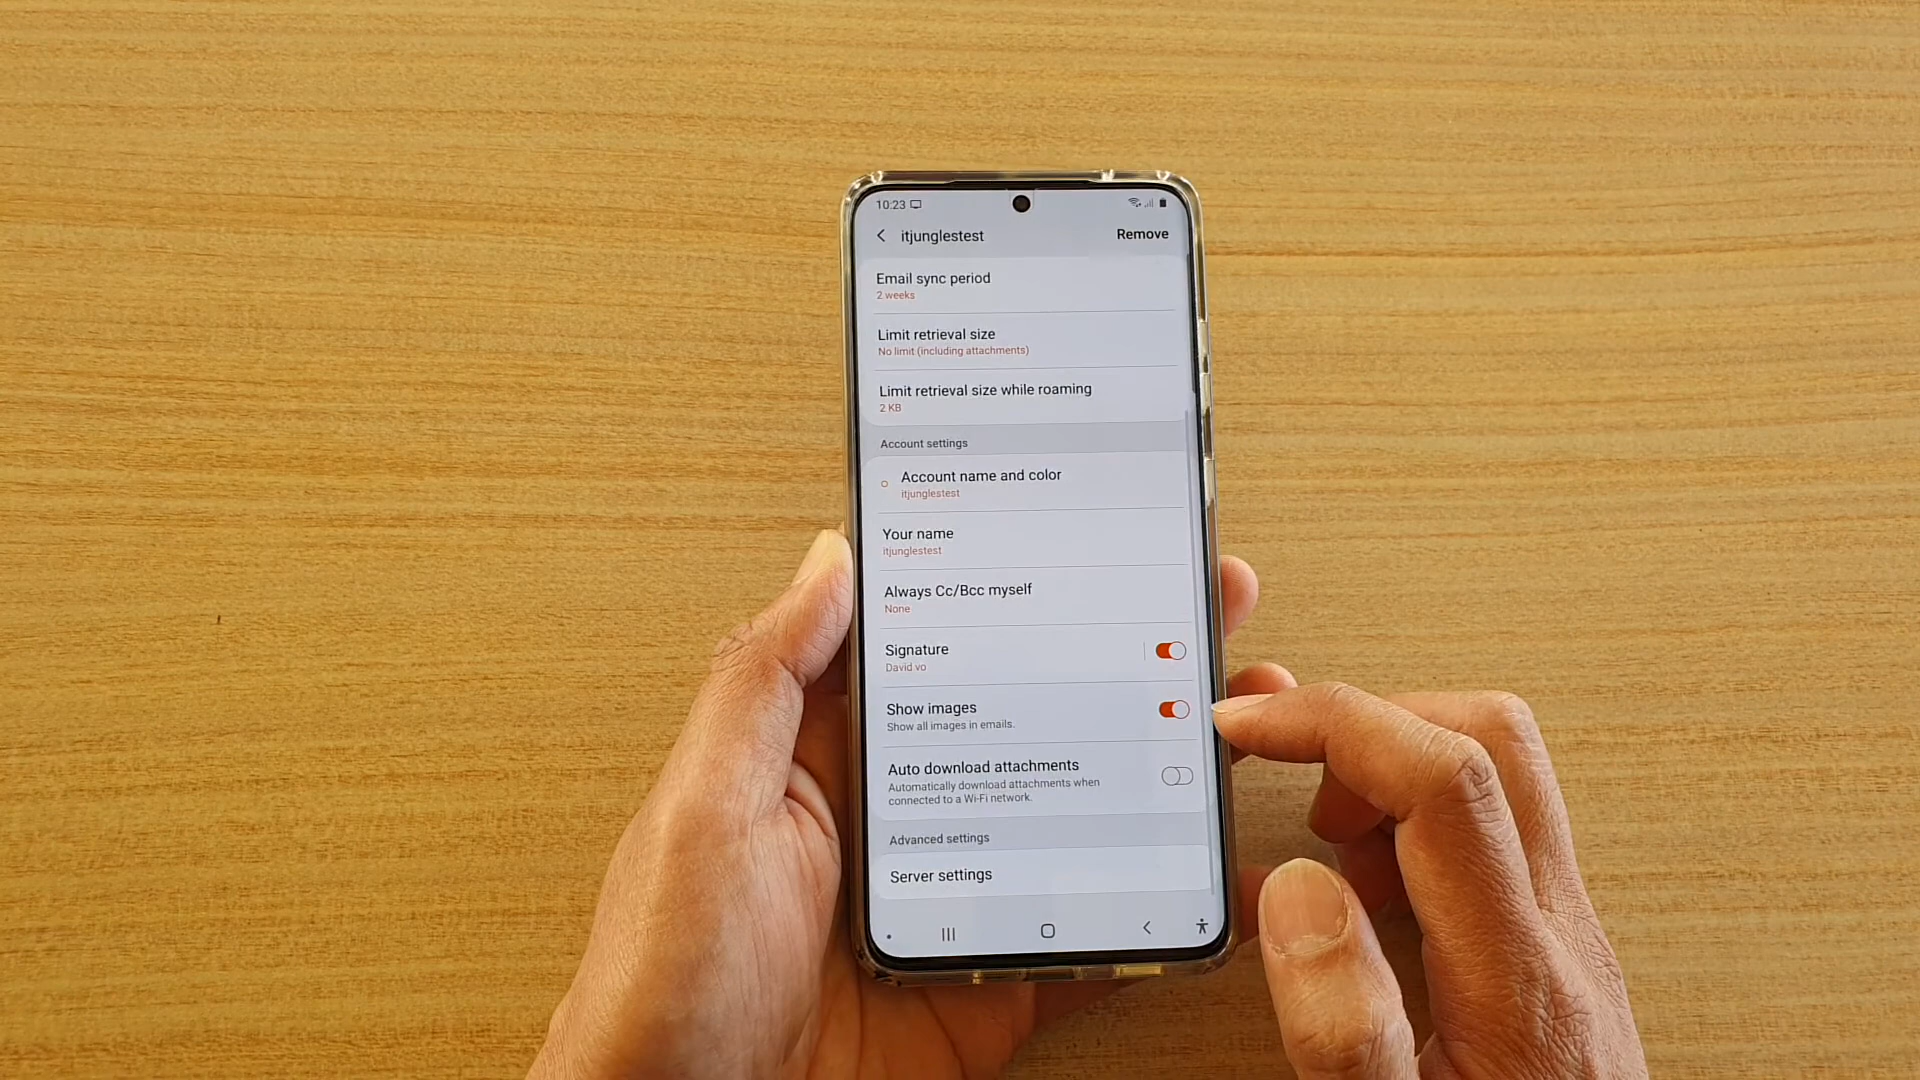 10:23
itjunglestest
Remove
Email sync period
2 weeks
Limit retrieval size
No limit (including attachments)
Limit retrieval size while roaming
2 KB
Account settings
Account name and color
itjunglestest
Your name
itjunglestest
Always Cc/Bcc myself
None
Signature
David vo
Show images
Show all images in emails.
Auto download attachments
Automatically download attachments when
connected to a Wi-Fi network.
Advanced settings
Server settings